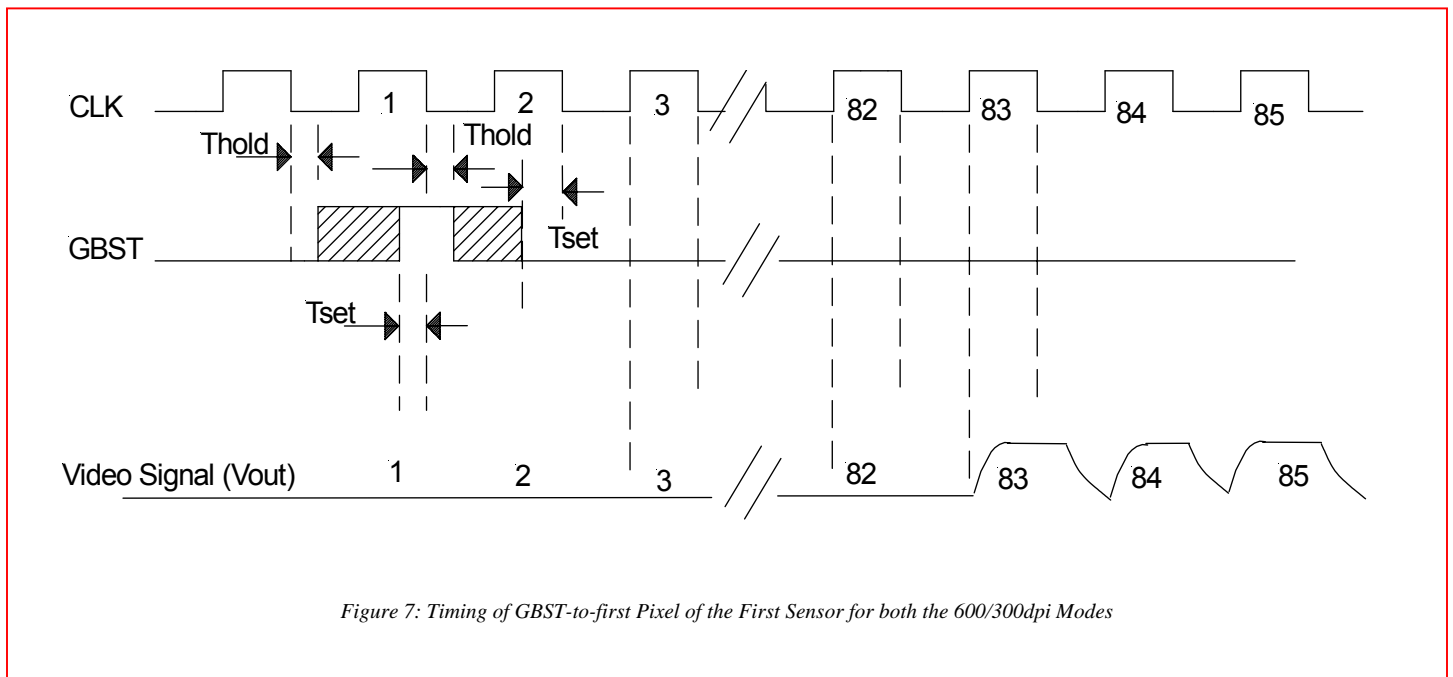 CLK
1 2 3 82 83 84 85
Thold
Thold
GBST
Tset
Tset
Video Signal (Vout)
1 2 3 82 83 84 85
Figure 7: Timing of GBST-to-first Pixel of the First Sensor for both the 600/300dpi Modes